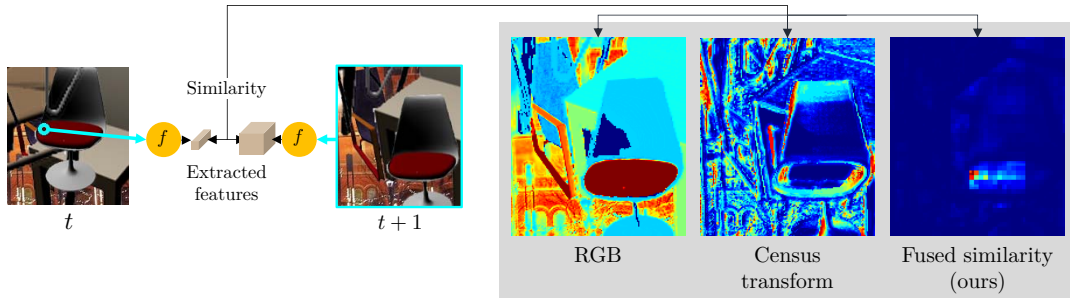 Similarity
f
f
Extracted
features
t
t + 1
RGB
Census
transform
Fused similarity
(ours)